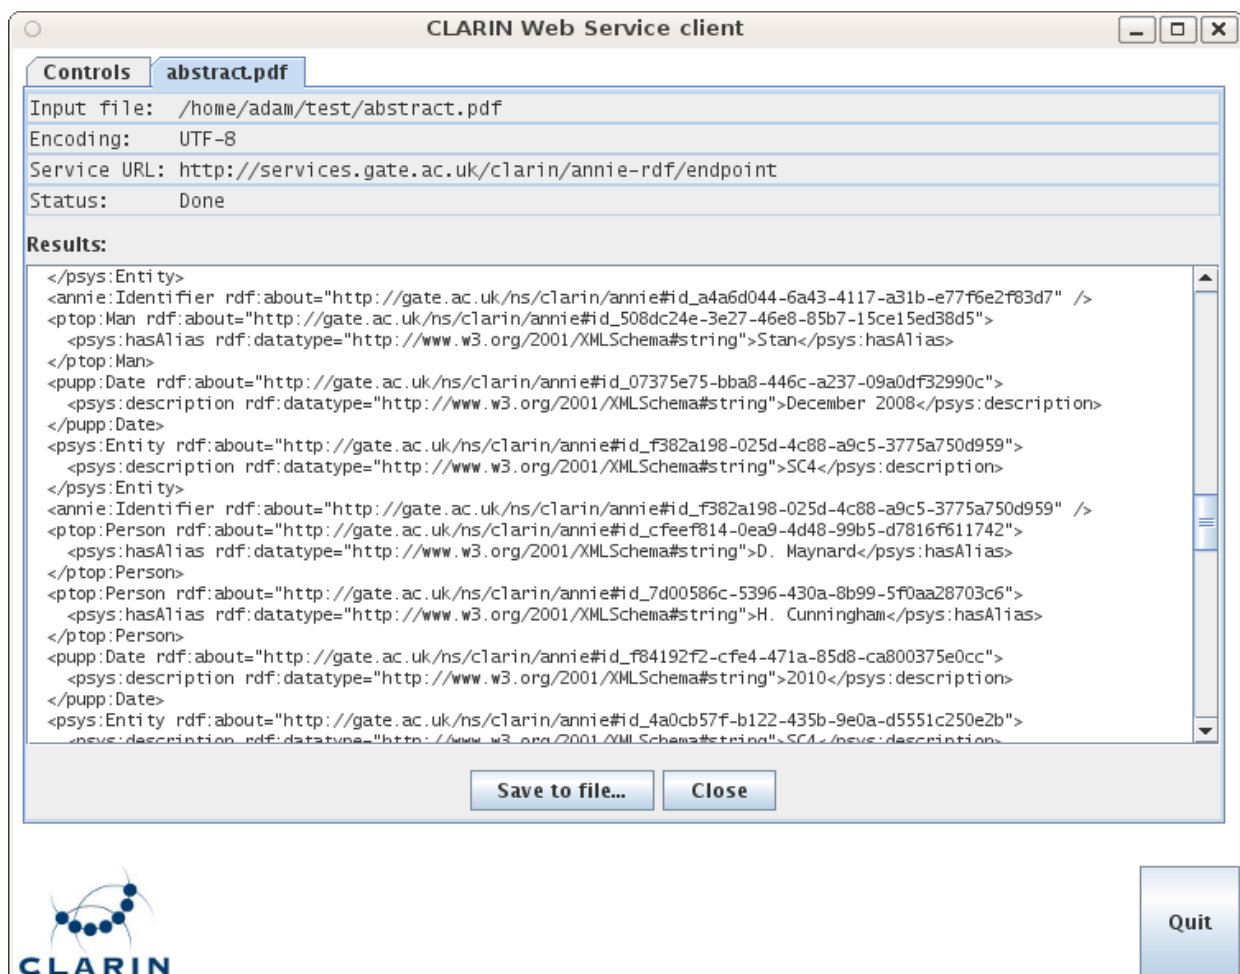 CLARIN Web Service client
Controls abstract.pdf
Input file: /home/adam/test/abstract.pdf
Encoding: UTF-8
Service URL: http://services.gate.ac.uk/clarin/annie-rdf/endpoint
Status: Done
Results:
</psys:Entity>
<annie:Identifier rdf:about="http://gate.ac.uk/ns/clarin/annie#id_a4a6d044-6a43-4117-a31b-e77f6e2f83d7" />
<ptop:Man rdf:about="http://gate.ac.uk/ns/clarin/annie#id_508dc24e-3e27-46e8-85b7-15ce15ed38d5">
<psys:hasAlias rdf:datatype="http://www.w3.org/2001/XMLSchema#string">Stan</psys:hasAlias>
</ptop:Man>
<pupp:Date rdf:about="http://gate.ac.uk/ns/clarin/annie#id_07375e75-bba8-446c-a237-09a0df32990c">
<psys:description rdf:datatype="http://www.w3.org/2001/XMLSchema#string">December 2008</psys:description>
</pupp:Date>
<psys:Entity rdf:about="http://gate.ac.uk/ns/clarin/annie#id_f382a198-025d-4c88-a9c5-3775a750d959">
<psys:description rdf:datatype="http://www.w3.org/2001/XMLSchema#string">SC4</psys:description>
</psys:Entity>
<annie:Identifier rdf:about="http://gate.ac.uk/ns/clarin/annie#id_f382a198-025d-4c88-a9c5-3775a750d959" />
<ptop:Person rdf:about="http://gate.ac.uk/ns/clarin/annie#id_cfeef814-0ea9-4d48-99b5-d7816f611742">
<psys:hasAlias rdf:datatype="http://www.w3.org/2001/XMLSchema#string">D. Maynard</psys:hasAlias>
</ptop:Person>
<ptop:Person rdf:about="http://gate.ac.uk/ns/clarin/annie#id_7d00586c-5396-430a-8b99-5f0aa28703c6">
<psys:hasAlias rdf:datatype="http://www.w3.org/2001/XMLSchema#string">H. Cunningham</psys:hasAlias>
</ptop:Person>
<pupp:Date rdf:about="http://gate.ac.uk/ns/clarin/annie#id_f84192f2-cfe4-471a-85d8-ca800375e0cc">
<psys:description rdf:datatype="http://www.w3.org/2001/XMLSchema#string">2010</psys:description>
</pupp:Date>
<psys:Entity rdf:about="http://gate.ac.uk/ns/clarin/annie#id_4a0cb57f-b122-435b-9e0a-d5551c250e2b">
<psys:description rdf:datatype="http://www.w3.org/2001/XMLSchema#string">SC4</psys:description>
Save to file... Close
Quit
CLARIN